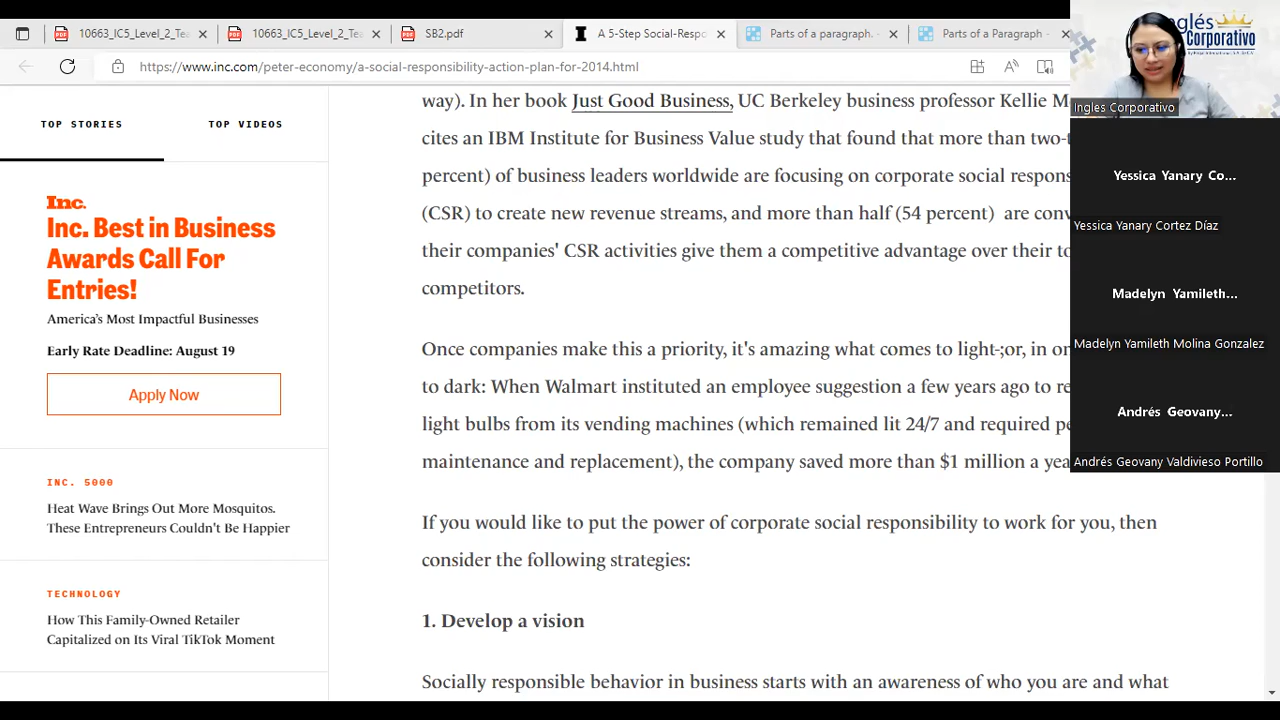 10663_IC5_Level_2_Tea
10663_IC5_Level_2_Tea
SB2.pdf
A 5-Step Social-Respo
Parts of a paragraph.
Parts of a Paragraph -
https://www.inc.com/peter-economy/a-social-responsibility-action-plan-for-2014.html
TOP STORIES
TOP VIDEOS
Inc.
Inc. Best in Business
Awards Call For
Entries!
America's Most Impactful Businesses
Early Rate Deadline: August 19
Apply Now
INC. 5000
Heat Wave Brings Out More Mosquitos.
These Entrepreneurs Couldn't Be Happier
TECHNOLOGY
How This Family-Owned Retailer
Capitalized on Its Viral TikTok Moment
way). In her book Just Good Business, UC Berkeley business professor Kellie M
cites an IBM Institute for Business Value study that found that more than two-t
percent) of business leaders worldwide are focusing on corporate social respons
(CSR) to create new revenue streams, and more than half (54 percent) are conv
their companies' CSR activities give them a competitive advantage over their to
competitors.
Once companies make this a priority, it's amazing what comes to light-;or, in on
to dark: When Walmart instituted an employee suggestion a few years ago to re
light bulbs from its vending machines (which remained lit 24/7 and required pe
maintenance and replacement), the company saved more than $1 million a yea
If you would like to put the power of corporate social responsibility to work for you, then
consider the following strategies:
1. Develop a vision
Socially responsible behavior in business starts with an awareness of who you are and what
Inglés
Corporativo
Ingles Corporativo
Yessica Yanary Co...
Yessica Yanary Cortez Díaz
Madelyn Yamileth...
Madelyn Yamileth Molina Gonzalez
Andrés Geovany...
Andrés Geovany Valdivieso Portillo